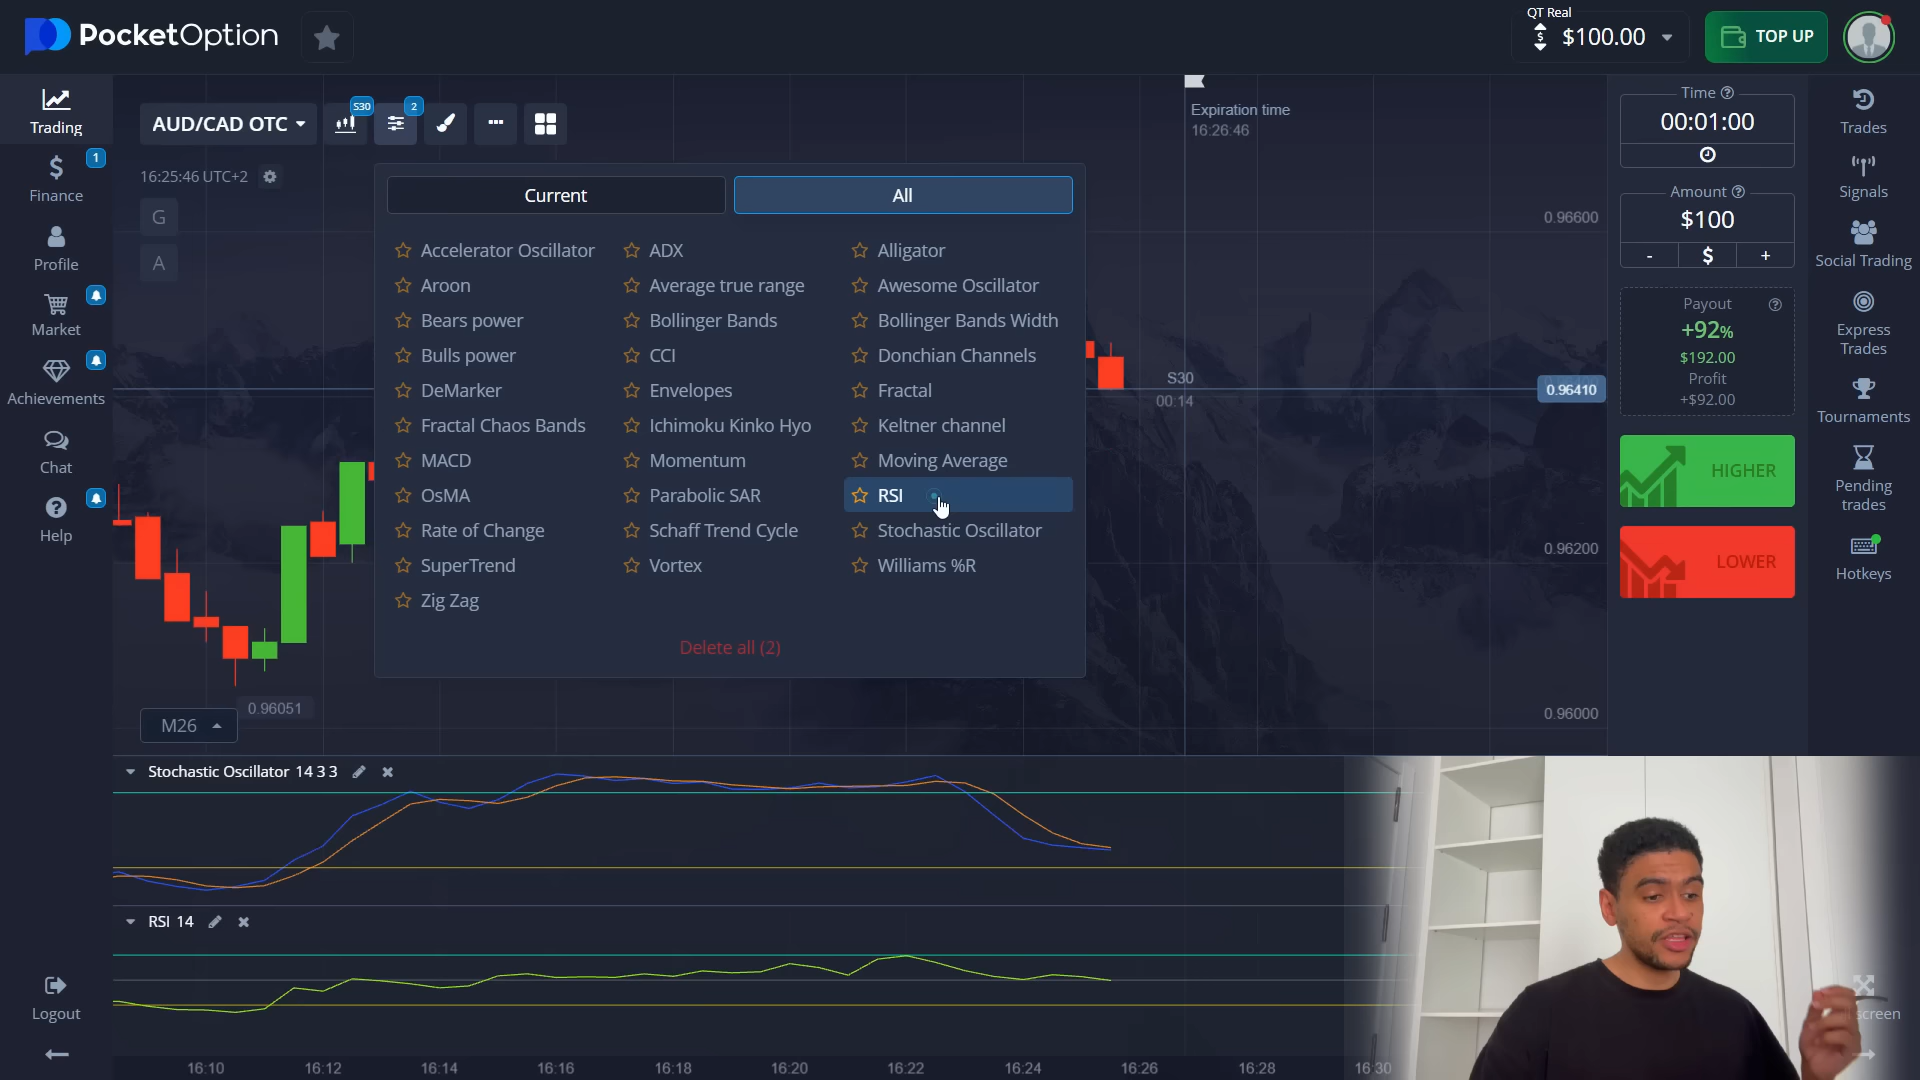 PocketOption
QT Real
$
$100.00
TOP UP
Trading
Finance
1
Profile
Market
Achievements
Chat
Help
Logout
AUD/CAD OTC
S30
2
16:25:46 UTC+2
G
A
Expiration time
16:26:46
Current
All
Accelerator Oscillator
ADX
Alligator
Aroon
Average true range
Awesome Oscillator
Bears power
Bollinger Bands
Bollinger Bands Width
Bulls power
CCI
Donchian Channels
DeMarker
Envelopes
Fractal
Fractal Chaos Bands
Ichimoku Kinko Hyo
Keltner channel
MACD
Momentum
Moving Average
OsMA
Parabolic SAR
RSI
Rate of Change
Schaff Trend Cycle
Stochastic Oscillator
SuperTrend
Vortex
Williams %R
Zig Zag
Delete all (2)
S30
00:14
0.96600
0.96410
0.96200
0.96000
0.96051
M26
Stochastic Oscillator 14 3 3
RSI 14
16:10
16:12
16:14
16:16
16:18
16:20
16:22
16:24
16:26
16:28
16:30
Time
00:01:00
Amount
$100
- $ +
Payout
+92%
$192.00
Profit
+$92.00
HIGHER
LOWER
Trades
Signals
Social Trading
Express
Trades
Tournaments
Pending
trades
Hotkeys
screen